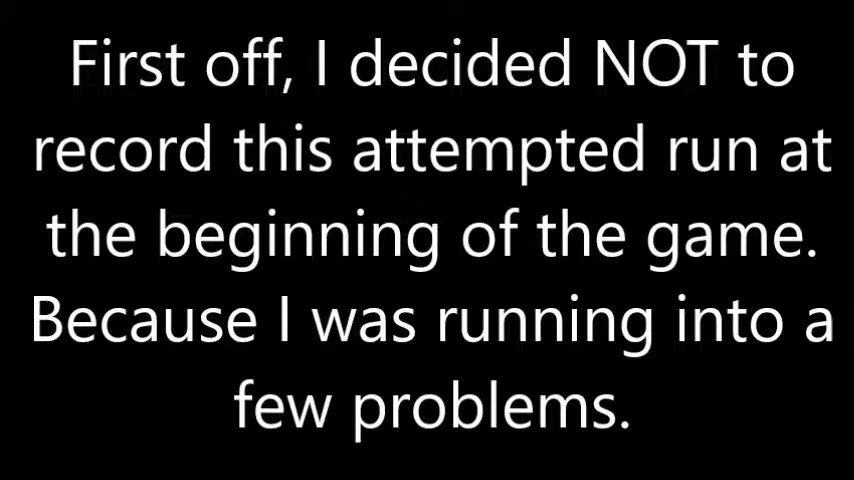 First off, I decided NOT to
record this attempted run at
the beginning of the game.
Because I was running into a
few problems.